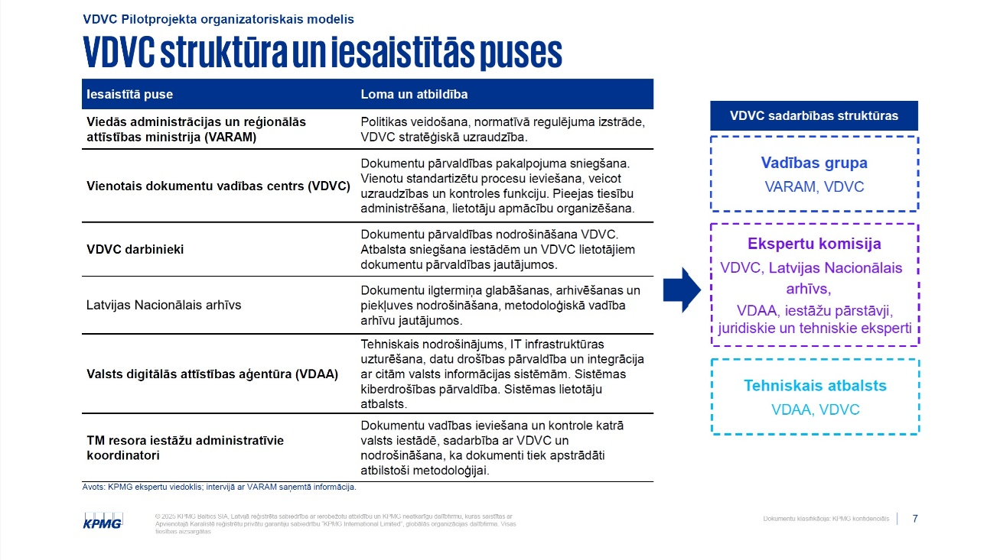 VDVC Pilotprojekta organizatoriskais modelis
VDVC struktūra un iesaistītās puses
Iesaistītā puse
Loma un atbildība
Viedās administrācijas un reģionālās
attīstības ministrija (VARAM)
Politikas veidošana, normatīvā regulējuma izstrāde,
VDVC stratēģiskā uzraudzība.
Vienotais dokumentu vadības centrs (VDVC)
Dokumentu pārvaldības pakalpojuma sniegšana.
Vienotu standartizētu procesu ieviešana, veicot
uzraudzības un kontroles funkciju. Pieejas tiesību
administrēšana, lietotāju apmācību organizēšana.
VDVC darbinieki
Dokumentu pārvaldības nodrošināšana VDVC.
Atbalsta sniegšana iestādēm un VDVC lietotājiem
dokumentu pārvaldības jautājumos.
Latvijas Nacionālais arhīvs
Dokumentu ilgtermiņa glabāšanas, arhivēšanas un
piekļuves nodrošināšana, metodoloģiskā vadība
arhīvu jautājumos.
Valsts digitālās attīstības aģentūra (VDAA)
Tehniskais nodrošinājums, IT infrastruktūras
uzturēšana, datu drošības pārvaldība un integrācija
ar citām valsts informācijas sistēmām. Sistēmas
kiberdrošības pārvaldība. Sistēmas lietotāju
atbalsts.
TM resora iestāžu administratīvie
koordinatori
Dokumentu vadības ieviešana un kontrole katrā
valsts iestādē, sadarbība ar VDVC un
nodrošināšana, ka dokumenti tiek apstrādāti
atbilstoši metodoloģijai.
Avots: KPMG ekspertu viedoklis; intervijā ar VARAM saņemtā informācija.
VDVC sadarbības struktūras
Vadības grupa
VARAM, VDVC
Ekspertu komisija
VDVC, Latvijas Nacionālais
arhīvs,
VDAA, iestāžu pārstāvji,
juridiskie un tehniskie eksperti
Tehniskais atbalsts
VDAA, VDVC
KPMG
© 2025 KPMG Baltics SIA, Latvijā reģistrēta sabiedrība ar ierobežotu atbildību un KPMG neatkarīgu dalībfirmu, kuras saistītas ar
Apvienotajā Karalistē reģistrētu privātu garantiju sabiedrību "KPMG International Limited", globālās organizācijas dalībfirma. Visas
tiesības aizsargātas.
Dokumentu klasifikācija: KPMG konfidenciāls
7